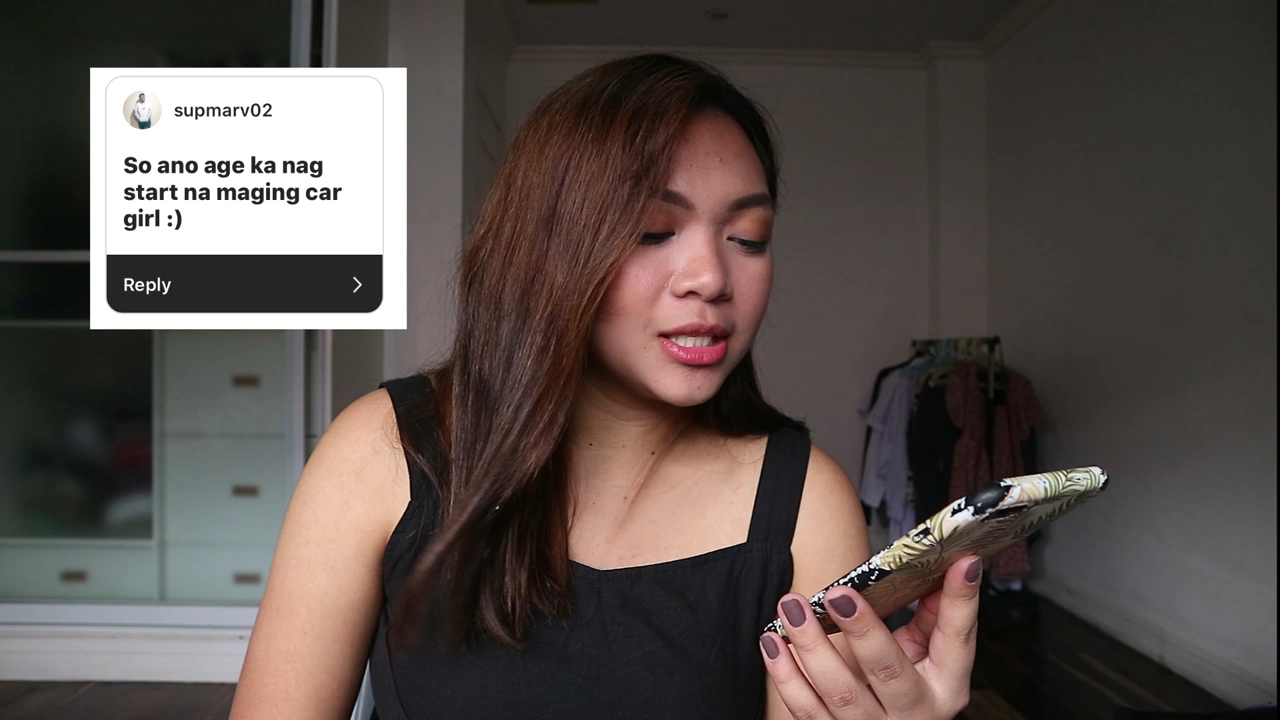 supmarv02
So ano age ka nag
start na maging car
girl :)
Reply